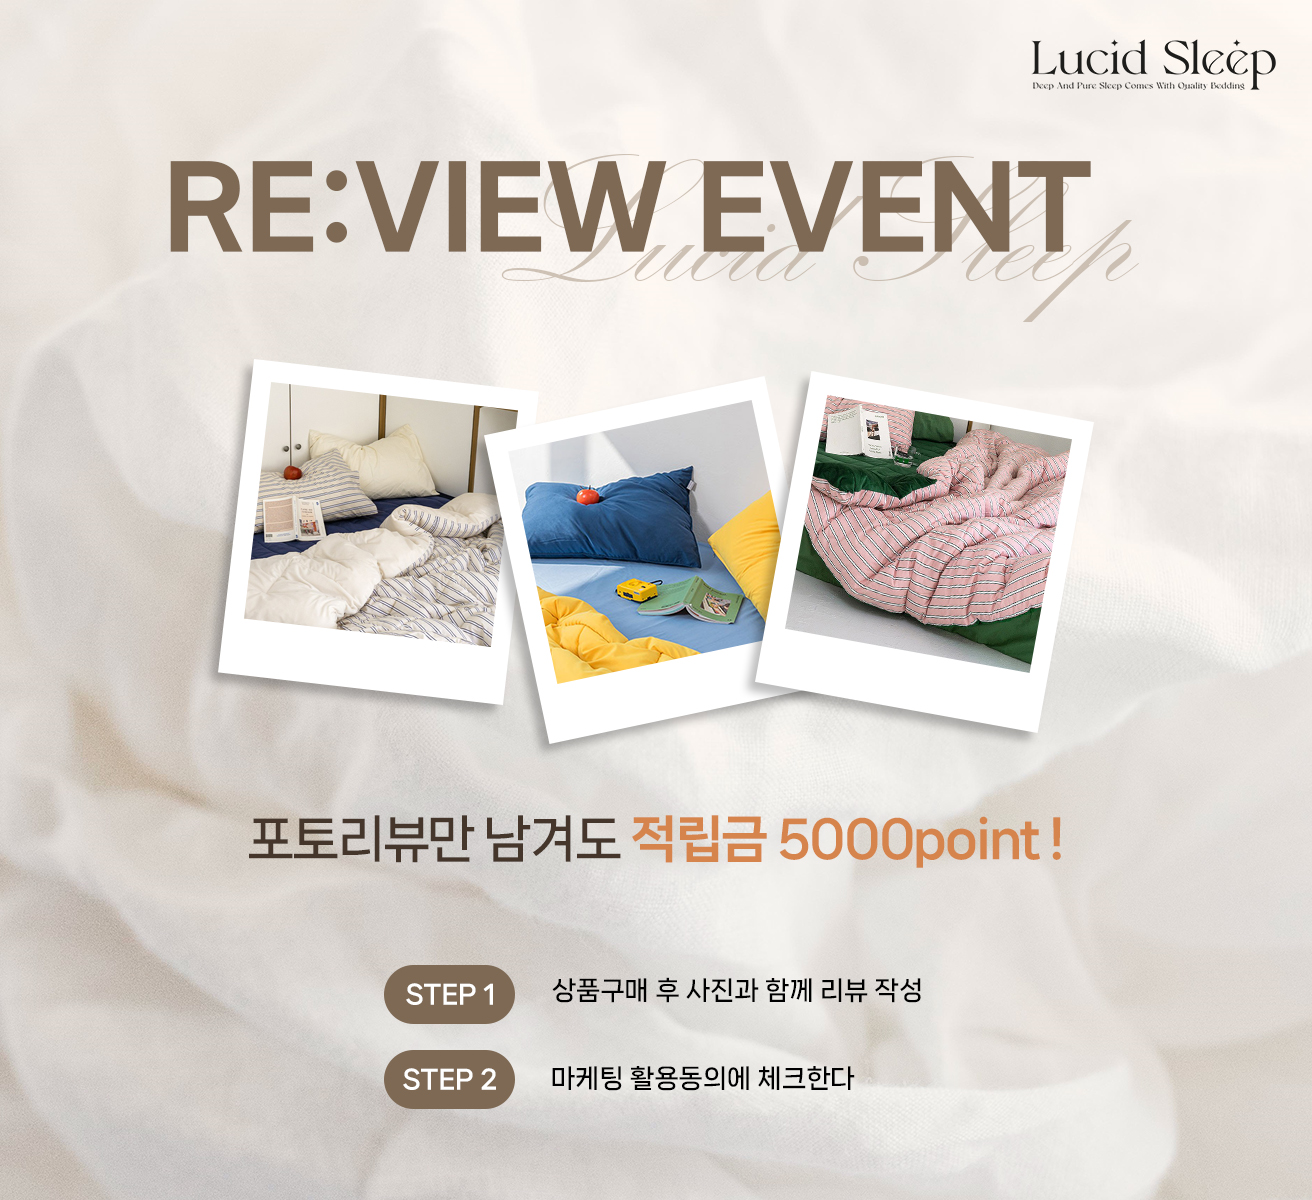 Lucid Sleep
Deep And Pure Sleep Comes With Quality Bedding
RE:VIEW EVENT
Lucid Sleep
포토리뷰만 남겨도 적립금 5000point!
STEP 1 상품구매 후 사진과 함께 리뷰 작성
STEP 2 마케팅 활용동의에 체크한다